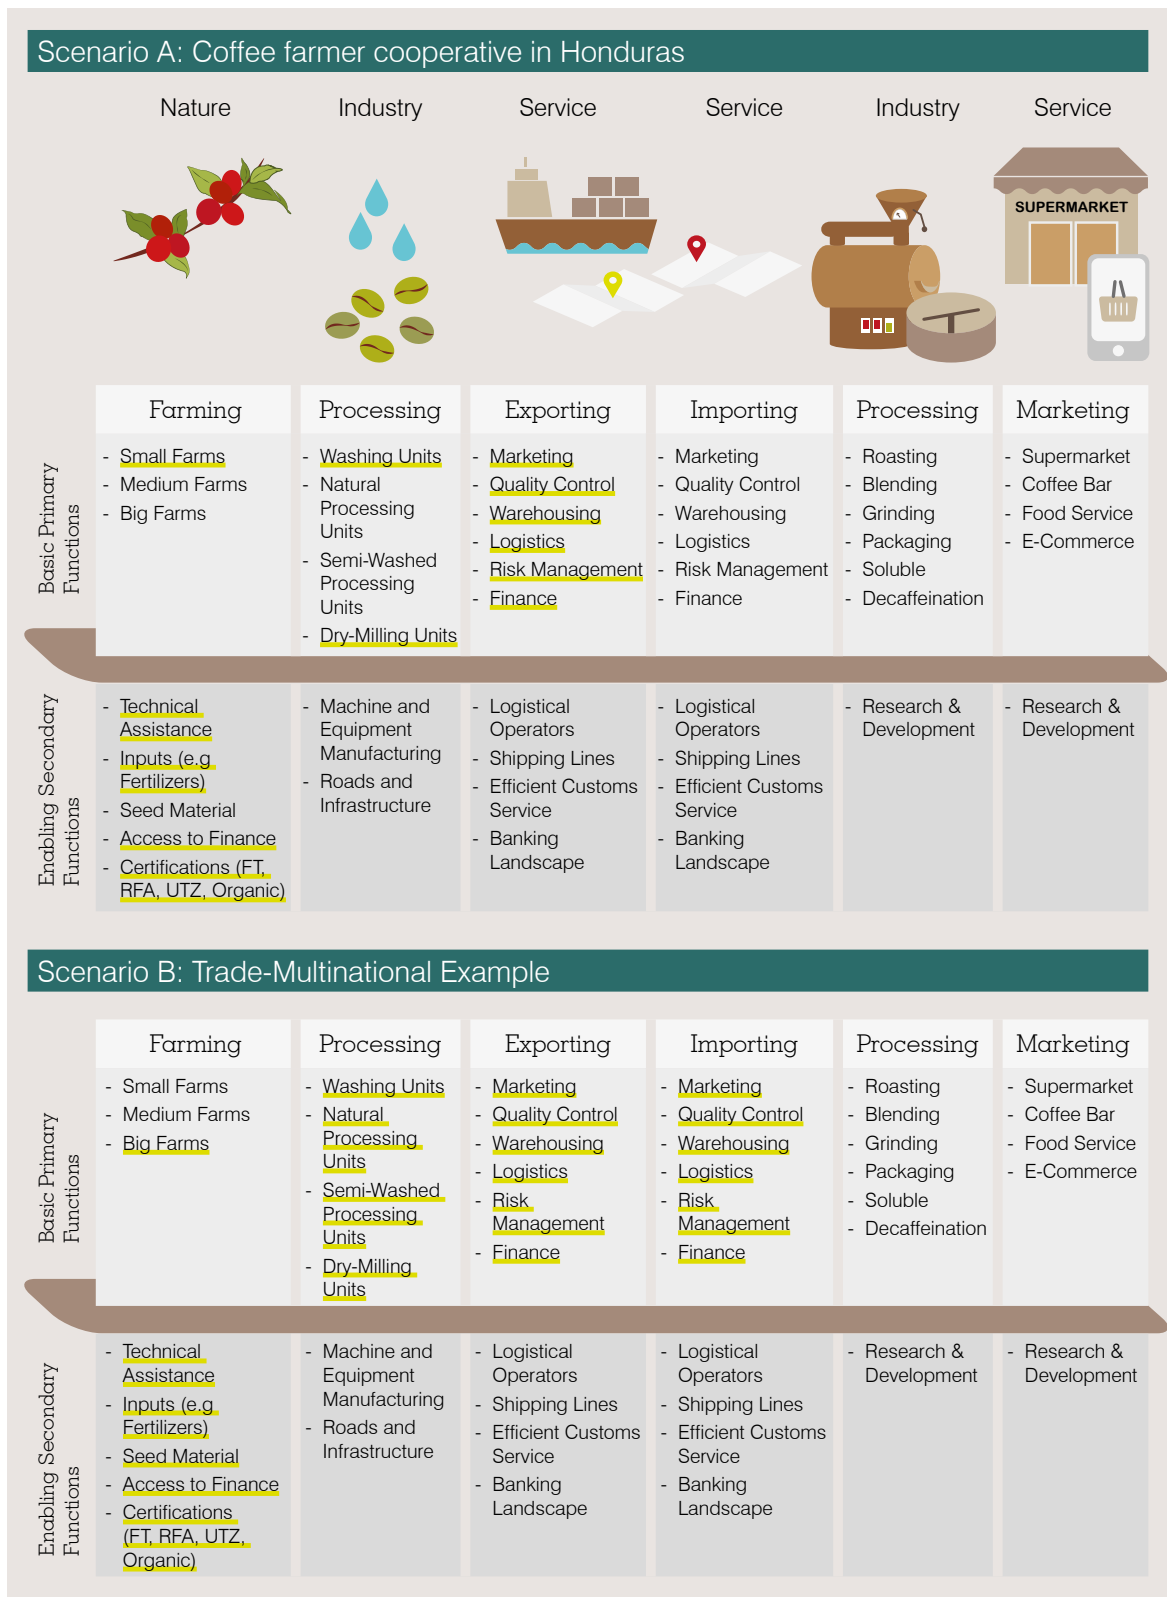 Scenario A: Coffee farmer cooperative in Honduras
Nature
Industry
Service
Service
Industry
Service
SUPERMARKET
Basic Primary
Functions
Farming
- Small Farms
- Medium Farms
- Big Farms
Processing
- Washing Units
- Natural
Processing
Units
- Semi-Washed
Processing
Units
- Dry-Milling Units
Exporting
- Marketing
- Quality Control
- Warehousing
- Logistics
- Risk Management
- Finance
Importing
- Marketing
- Quality Control
- Warehousing
- Logistics
- Risk Management
- Finance
Processing
- Roasting
- Blending
- Grinding
- Packaging
- Soluble
- Decaffeination
Marketing
- Supermarket
- Coffee Bar
- Food Service
- E-Commerce
Enabling Secondary
Functions
- Technical
Assistance
- Inputs (e.g
Fertilizers)
- Seed Material
- Access to Finance
- Certifications (FT,
RFA, UTZ, Organic)
- Machine and
Equipment
Manufacturing
- Roads and
Infrastructure
- Logistical
Operators
- Shipping Lines
- Efficient Customs
Service
- Banking
Landscape
- Logistical
Operators
- Shipping Lines
- Efficient Customs
Service
- Banking
Landscape
- Research &
Development
- Research &
Development
Scenario B: Trade-Multinational Example
Basic Primary
Functions
Farming
- Small Farms
- Medium Farms
- Big Farms
Processing
- Washing Units
- Natural
Processing
Units
- Semi-Washed
Processing
Units
- Dry-Milling
Units
Exporting
- Marketing
- Quality Control
- Warehousing
- Logistics
- Risk
Management
- Finance
Importing
- Marketing
- Quality Control
- Warehousing
- Logistics
- Risk
Management
- Finance
Processing
- Roasting
- Blending
- Grinding
- Packaging
- Soluble
- Decaffeination
Marketing
- Supermarket
- Coffee Bar
- Food Service
- E-Commerce
Enabling Secondary
Functions
- Technical
Assistance
- Inputs (e.g
Fertilizers)
- Seed Material
- Access to Finance
- Certifications
(FT, RFA, UTZ,
Organic)
- Machine and
Equipment
Manufacturing
- Roads and
Infrastructure
- Logistical
Operators
- Shipping Lines
- Efficient Customs
Service
- Banking
Landscape
- Logistical
Operators
- Shipping Lines
- Efficient Customs
Service
- Banking
Landscape
- Research &
Development
- Research &
Development